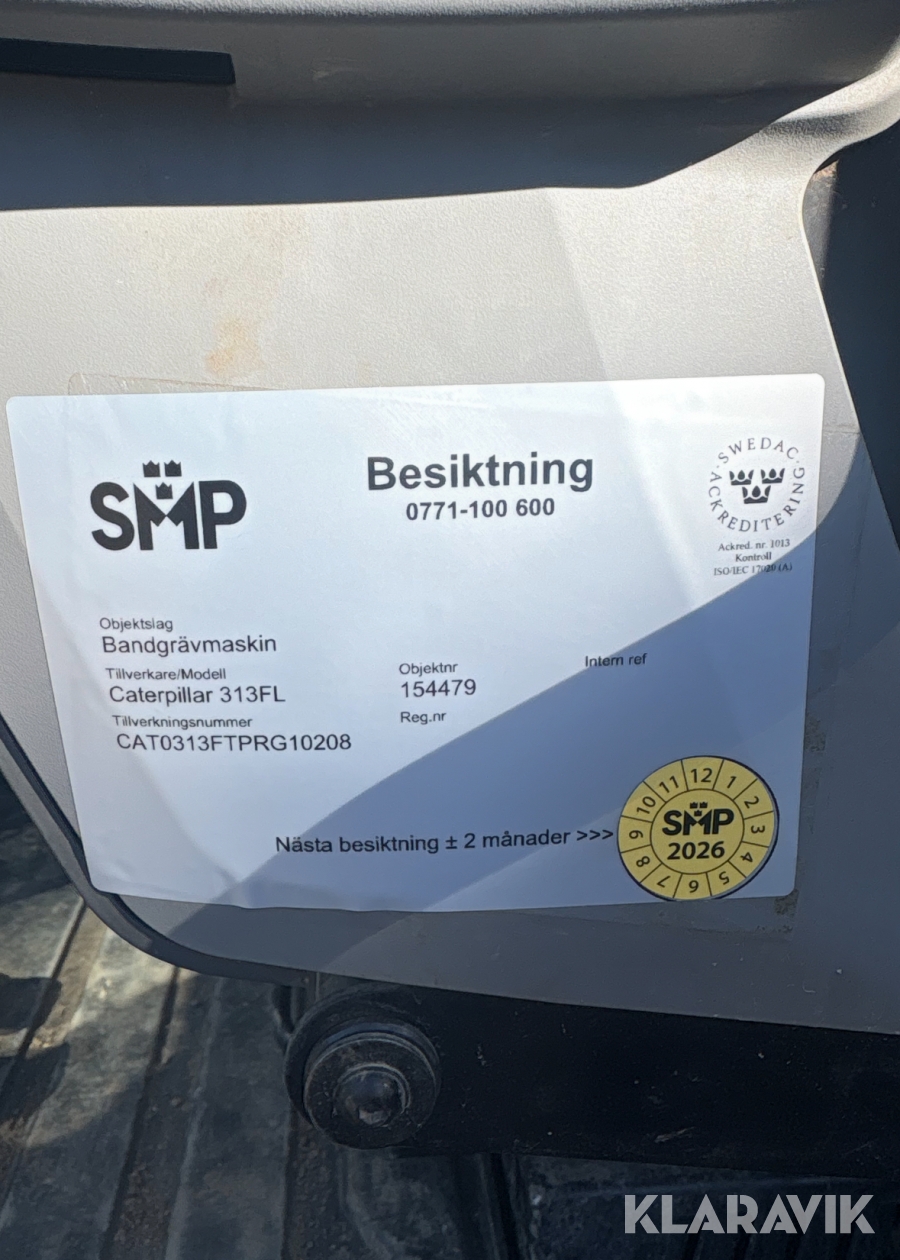 SMP
Besiktning
0771-100 600
SWEDAC
ACKREDITERING
Ackred. nr. 1013
Kontroll
ISO/IEC 17020 (A)
Objektslag
Bandgrävmaskin
Tillverkare/Modell
Caterpillar 313FL
Objektnr
154479
Intern ref
Tillverkningsnummer
CAT0313FTPRG10208
Reg.nr
Nästa besiktning ± 2 månader >>>
12 1 2 3 4 5 6 7 8 9 10 11
SMP
2026
KLARAVIK